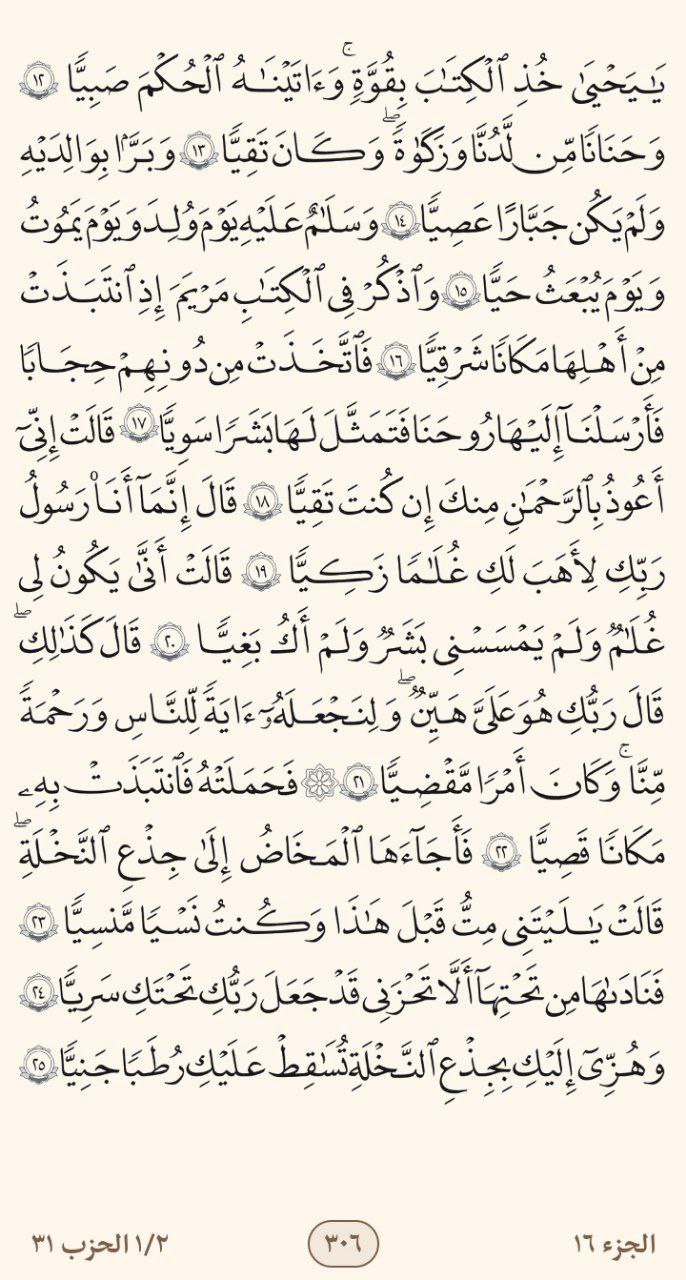 يَٰيَحْيَىٰ خُذِ ٱلْكِتَٰبَ بِقُوَّةٖۖ وَءَاتَيْنَٰهُ ٱلْحُكْمَ صَبِيّٗا ١٢
وَحَنَانٗا مِّن لَّدُنَّا وَزَكَوٰةٗۖ وَكَانَ تَقِيّٗا ١٣ وَبَرَّۢا بِوَٰلِدَيْهِ
وَلَمْ يَكُن جَبَّارًا عَصِيّٗا ١٤ وَسَلَٰمٌ عَلَيْهِ يَوْمَ وُلِدَ وَيَوْمَ يَمُوتُ
وَيَوْمَ يُبْعَثُ حَيّٗا ١٥ وَٱذْكُرْ فِى ٱلْكِتَٰبِ مَرْيَمَ إِذِ ٱنتَبَذَتْ
مِنْ أَهْلِهَا مَكَانٗا شَرْقِيّٗا ١٦ فَٱتَّخَذَتْ مِن دُونِهِمْ حِجَابٗا
فَأَرْسَلْنَآ إِلَيْهَا رُوحَنَا فَتَمَثَّلَ لَهَا بَشَرٗا سَوِيّٗا ١٧ قَالَتْ إِنِّىٓ
أَعُوذُ بِٱلرَّحْمَٰنِ مِنكَ إِن كُنتَ تَقِيّٗا ١٨ قَالَ إِنَّمَآ أَنَا۠ رَسُولُ
رَبِّكِ لِأَهَبَ لَكِ غُلَٰمٗا زَكِيّٗا ١٩ قَالَتْ أَنَّىٰ يَكُونُ لِى
غُلَٰمٞ وَلَمْ يَمْسَسْنِى بَشَرٞ وَلَمْ أَكُ بَغِيّٗا ٢٠ قَالَ كَذَٰلِكِۖ
قَالَ رَبُّكِ هُوَ عَلَىَّ هَيِّنٞۖ وَلِنَجْعَلَهُۥٓ ءَايَةٗ لِّلنَّاسِ وَرَحْمَةٗ
مِّنَّاۚ وَكَانَ أَمْرٗا مَّقْضِيّٗا ٢١ ۞ فَحَمَلَتْهُ فَٱنتَبَذَتْ بِهِۦ
مَكَانٗا قَصِيّٗا ٢٢ فَأَجَآءَهَا ٱلْمَخَاضُ إِلَىٰ جِذْعِ ٱلنَّخْلَةِۖ
قَالَتْ يَٰلَيْتَنِى مِتُّ قَبْلَ هَٰذَا وَكُنتُ نَسْيٗا مَّنسِيّٗا ٢٣
فَنَادَىٰهَا مِن تَحْتِهَآ أَلَّا تَحْزَنِى قَدْ جَعَلَ رَبُّكِ تَحْتَكِ سَرِيّٗا ٢٤
وَهُزِّىٓ إِلَيْكِ بِجِذْعِ ٱلنَّخْلَةِ تُسَٰقِطْ عَلَيْكِ رُطَبٗا جَنِيّٗا ٢٥
الجزء ١٦ ٣٠٦ ١/٢ الحزب ٣١